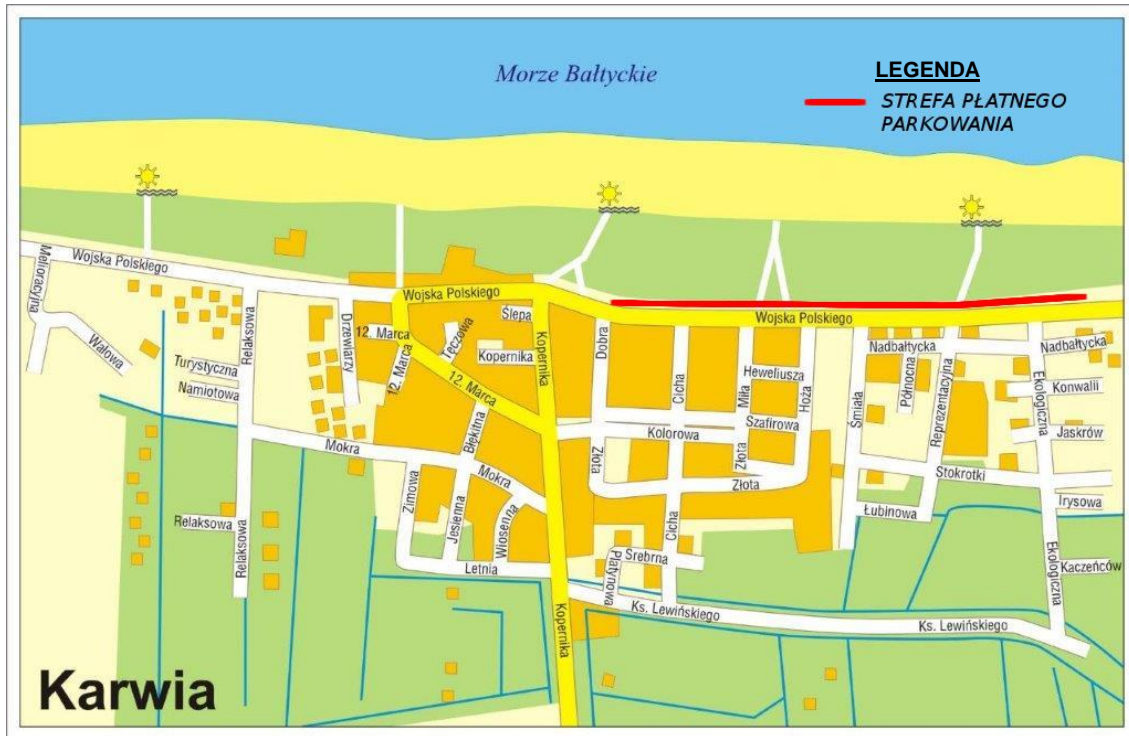 Morze Bałtyckie
LEGENDA
STREFA PŁATNEGO
PARKOWANIA
Wojska Polskiego
Melioracyjna
Wałowa
Relaksowa
Turystyczna
Namiotowa
Drzewiarzy
Wojska Polskiego
12. Marca
12. Marca
Tęczowa
12. Marca
Ślepa
Kopernika
Kopernika
Dobra
Wojska Polskiego
Cicha
Miła
Heweliusza
Hoża
Szafirowa
Kolorowa
Złota
Złota
Złota
Nadbałtycka
Północna
Reprezentacyjna
Śmiała
Nadbałtycka
Ekologiczna
Konwalii
Jaskrów
Stokrotki
Irysowa
Łubinowa
Mokra
Błękitna
Mokra
Zimowa
Jesienna
Wiosenna
Relaksowa
Relaksowa
Letnia
Cicha
Srebrna
Platynowa
Ekologiczna
Kaczeńców
Kopernika
Ks. Lewińskiego
Ks. Lewińskiego
Karwia